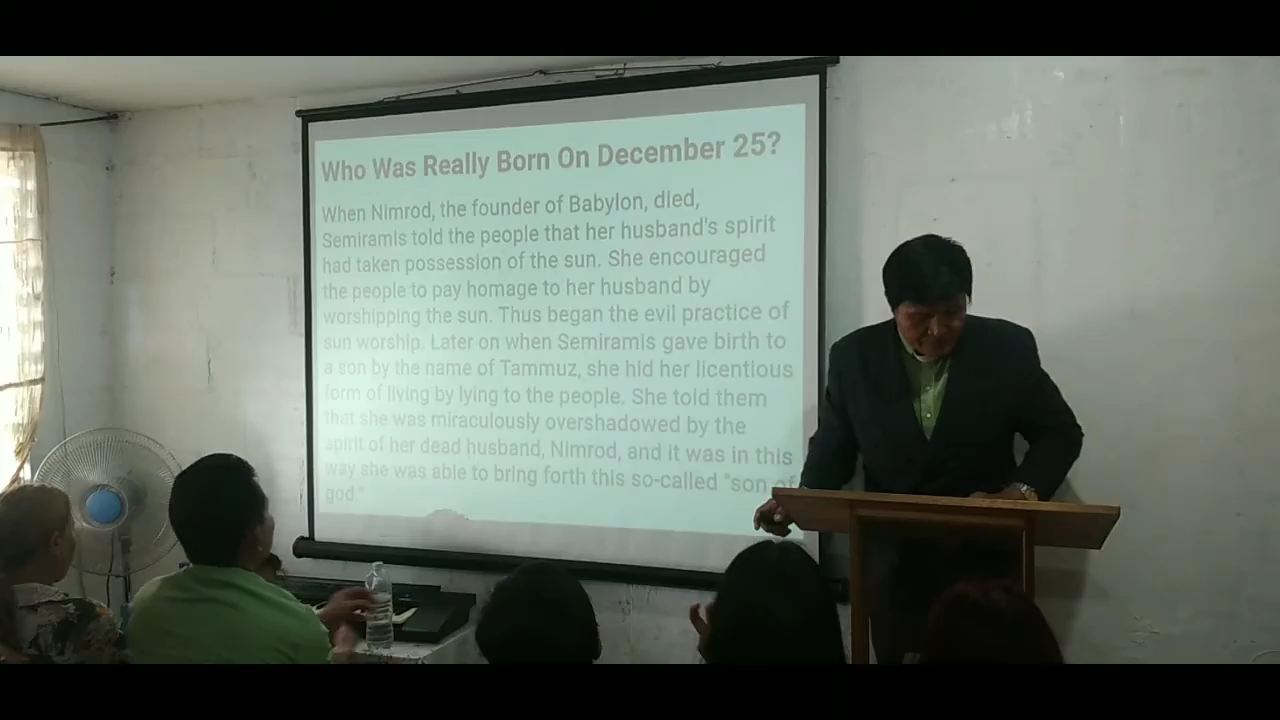 Who Was Really Born On December 25?
When Nimrod, the founder of Babylon, died,
Semiramis told the people that her husband's spirit
had taken possession of the sun. She encouraged
the people to pay homage to her husband by
worshipping the sun. Thus began the evil practice of
sun worship. Later on when Semiramis gave birth to
a son by the name of Tammuz, she hid her licentious
form of living by lying to the people. She told them
that she was miraculously overshadowed by the
spirit of her dead husband, Nimrod, and it was in this
way she was able to bring forth this so-called "son of
god."